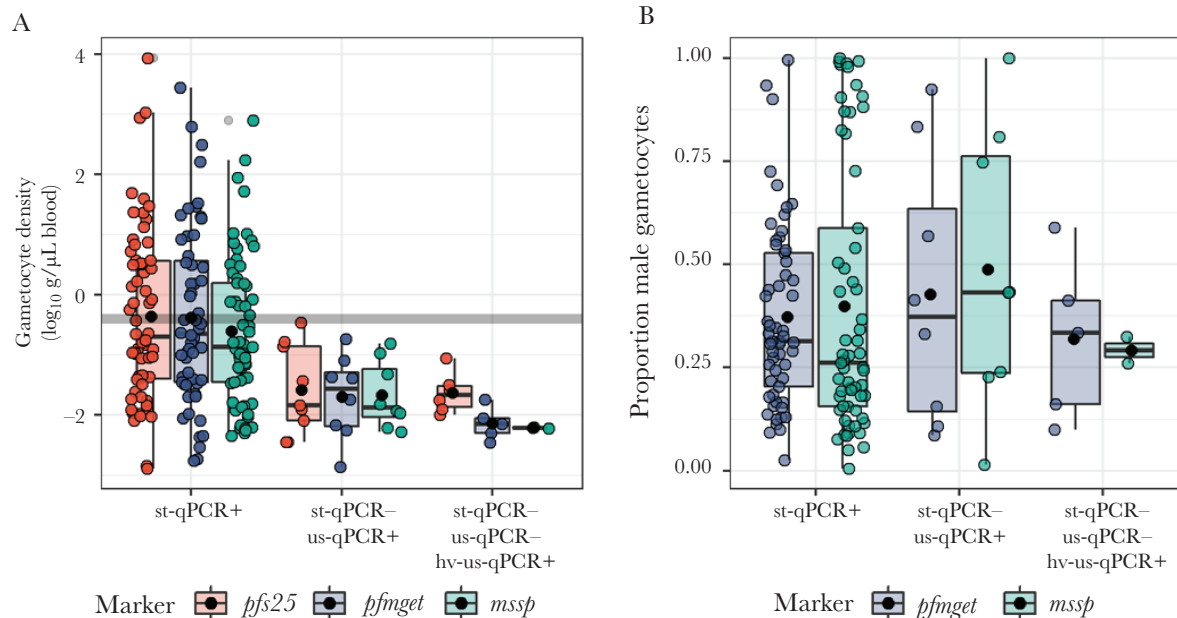 A
Gametocyte density
(log10 g/μL blood)
4
2
0
−2
st-qPCR+
st-qPCR–
us-qPCR+
st-qPCR–
us-qPCR–
hv-us-qPCR+
Marker pfs25 pfmget mssp
B
Proportion male gametocytes
1.00
0.75
0.50
0.25
0.00
st-qPCR+
st-qPCR–
us-qPCR+
st-qPCR–
us-qPCR–
hv-us-qPCR+
Marker pfmget mssp